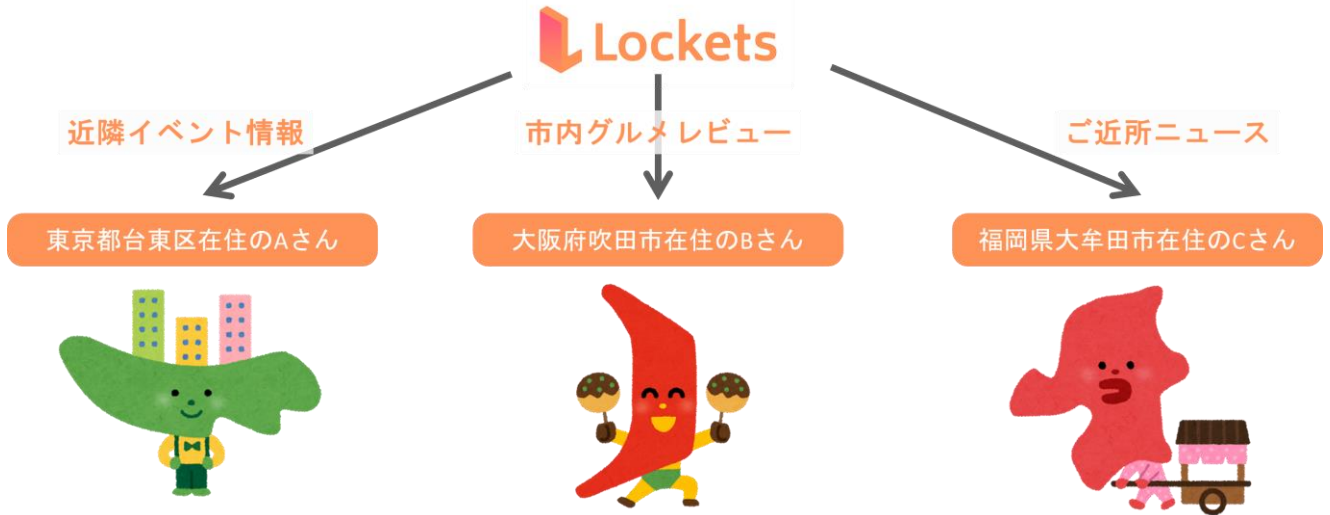 Lockets
近隣イベント情報
市内グルメレビュー
ご近所ニュース
東京都台東区在住のAさん
大阪府吹田市在住のBさん
福岡県大牟田市在住のCさん